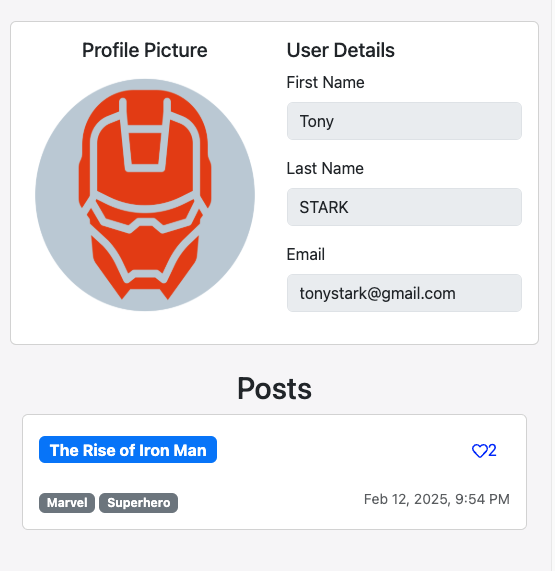 Profile Picture
User Details
First Name
Tony
Last Name
STARK
Email
tonystark@gmail.com
Posts
The Rise of Iron Man
2
Marvel Superhero
Feb 12, 2025, 9:54 PM